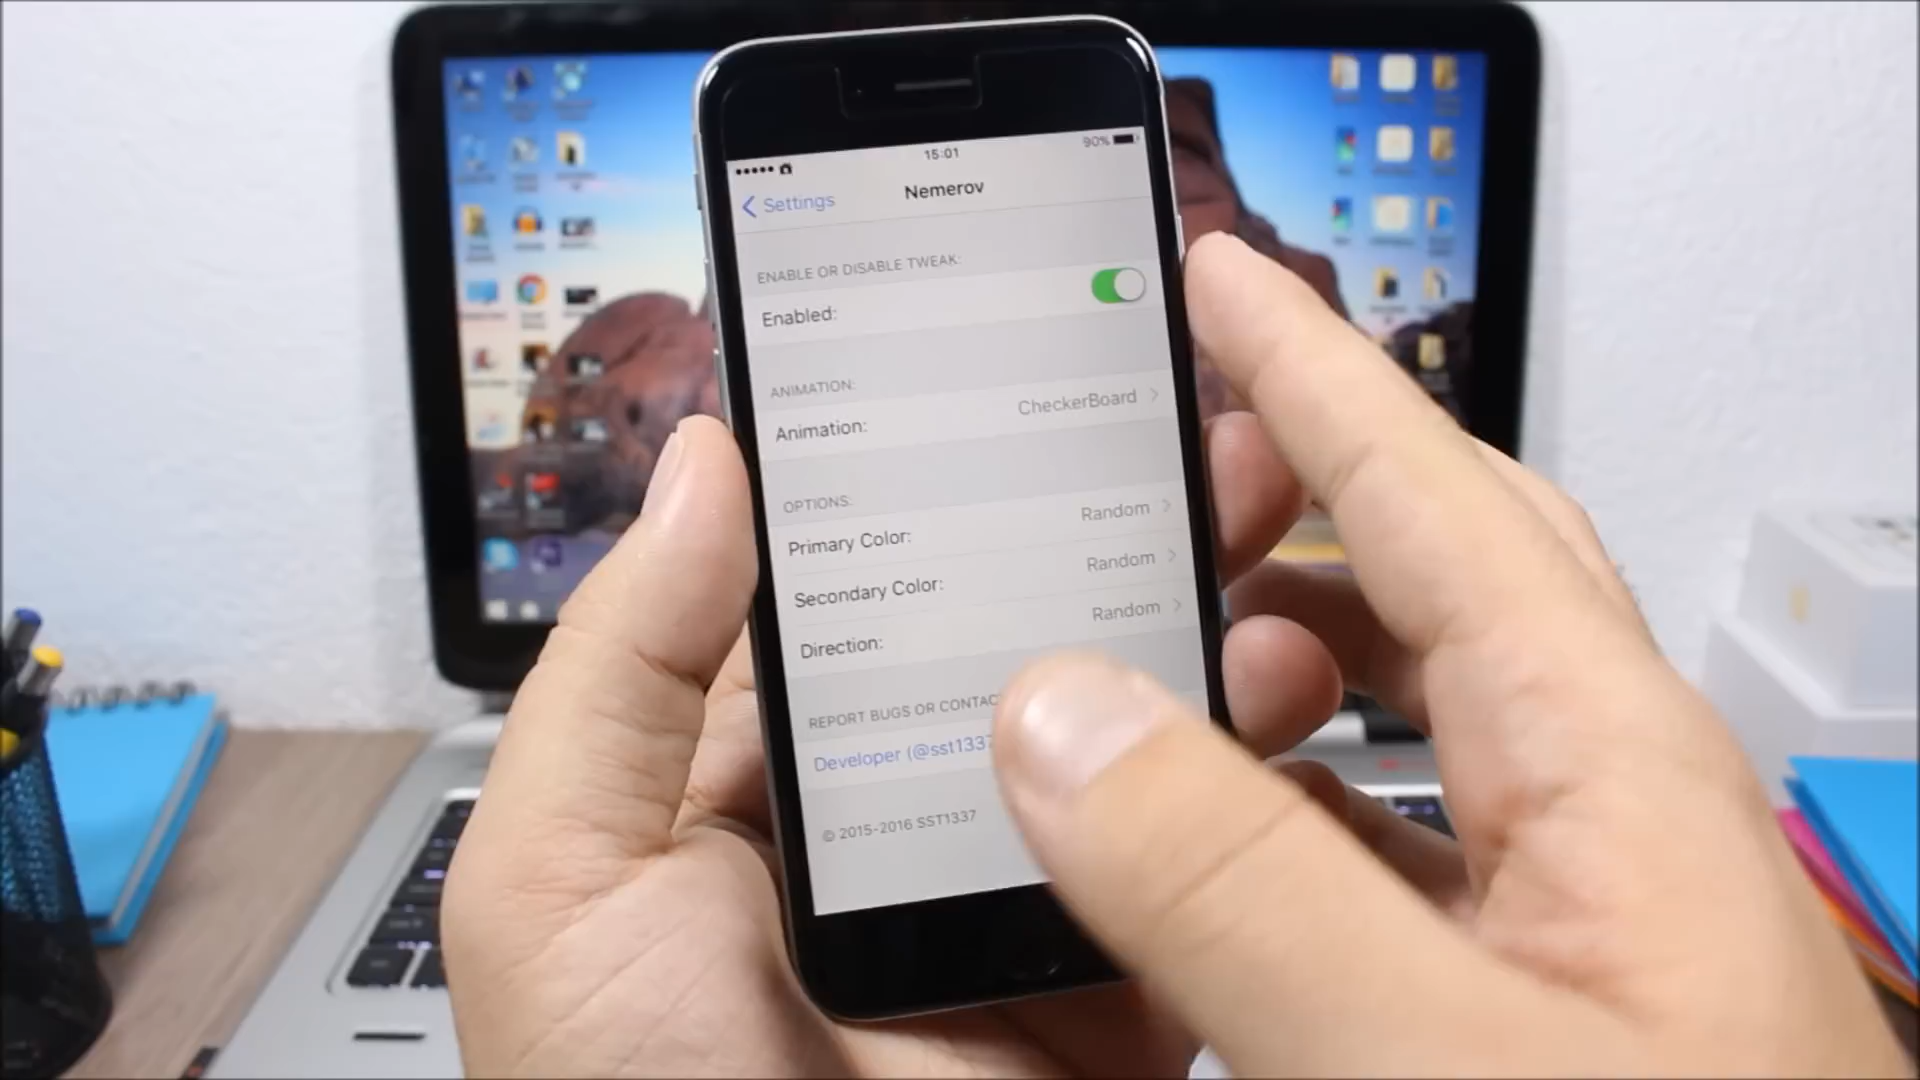 15:01
90%
Settings
Nemerov
ENABLE OR DISABLE TWEAK:
Enabled:
ANIMATION:
Animation:
CheckerBoard
OPTIONS:
Primary Color:
Random
Secondary Color:
Random
Direction:
Random
REPORT BUGS OR
Developer (@sst1337
© 2015-2016 SST1337